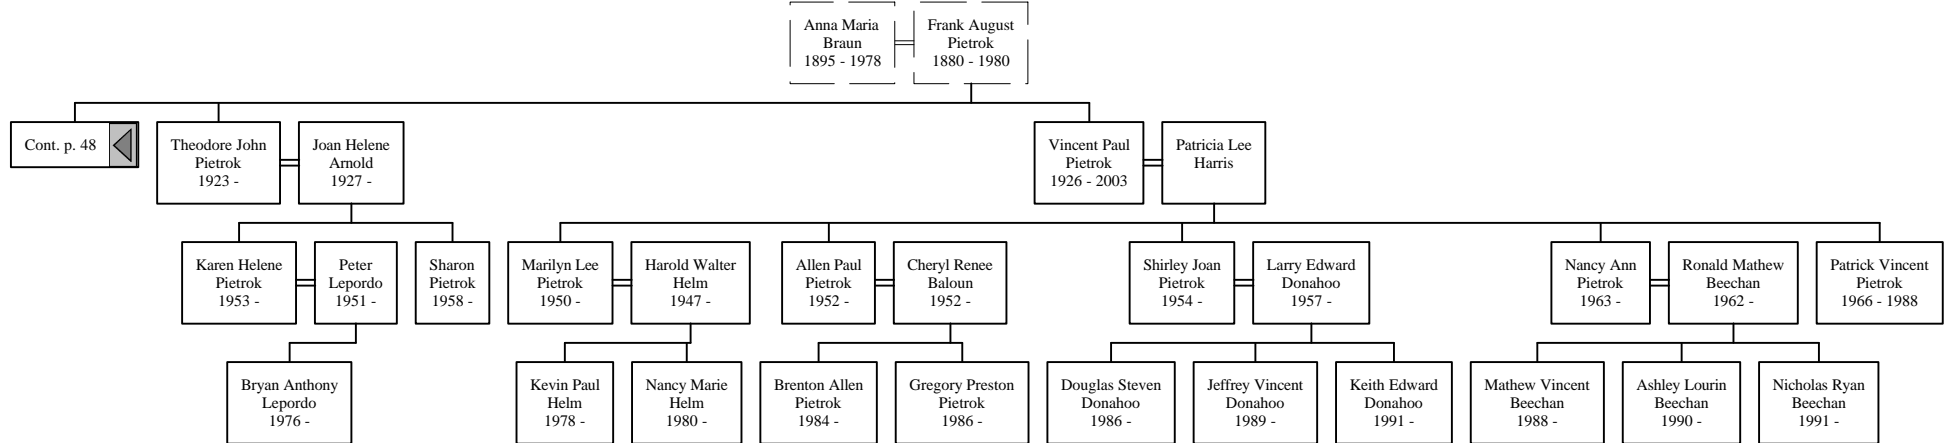 Anna Maria
Braun
1895 - 1978
Frank August
Pietrok
1880 - 1980
Cont. p. 48
Theodore John
Pietrok
1923 -
Joan Helene
Arnold
1927 -
Vincent Paul
Pietrok
1926 - 2003
Patricia Lee
Harris
Karen Helene
Pietrok
1953 -
Peter
Lepordo
1951 -
Sharon
Pietrok
1958 -
Marilyn Lee
Pietrok
1950 -
Harold Walter
Helm
1947 -
Allen Paul
Pietrok
1952 -
Cheryl Renee
Baloun
1952 -
Shirley Joan
Pietrok
1954 -
Larry Edward
Donahoo
1957 -
Nancy Ann
Pietrok
1963 -
Ronald Mathew
Beechan
1962 -
Patrick Vincent
Pietrok
1966 - 1988
Bryan Anthony
Lepordo
1976 -
Kevin Paul
Helm
1978 -
Nancy Marie
Helm
1980 -
Brenton Allen
Pietrok
1984 -
Gregory Preston
Pietrok
1986 -
Douglas Steven
Donahoo
1986 -
Jeffrey Vincent
Donahoo
1989 -
Keith Edward
Donahoo
1991 -
Mathew Vincent
Beechan
1988 -
Ashley Lourin
Beechan
1990 -
Nicholas Ryan
Beechan
1991 -